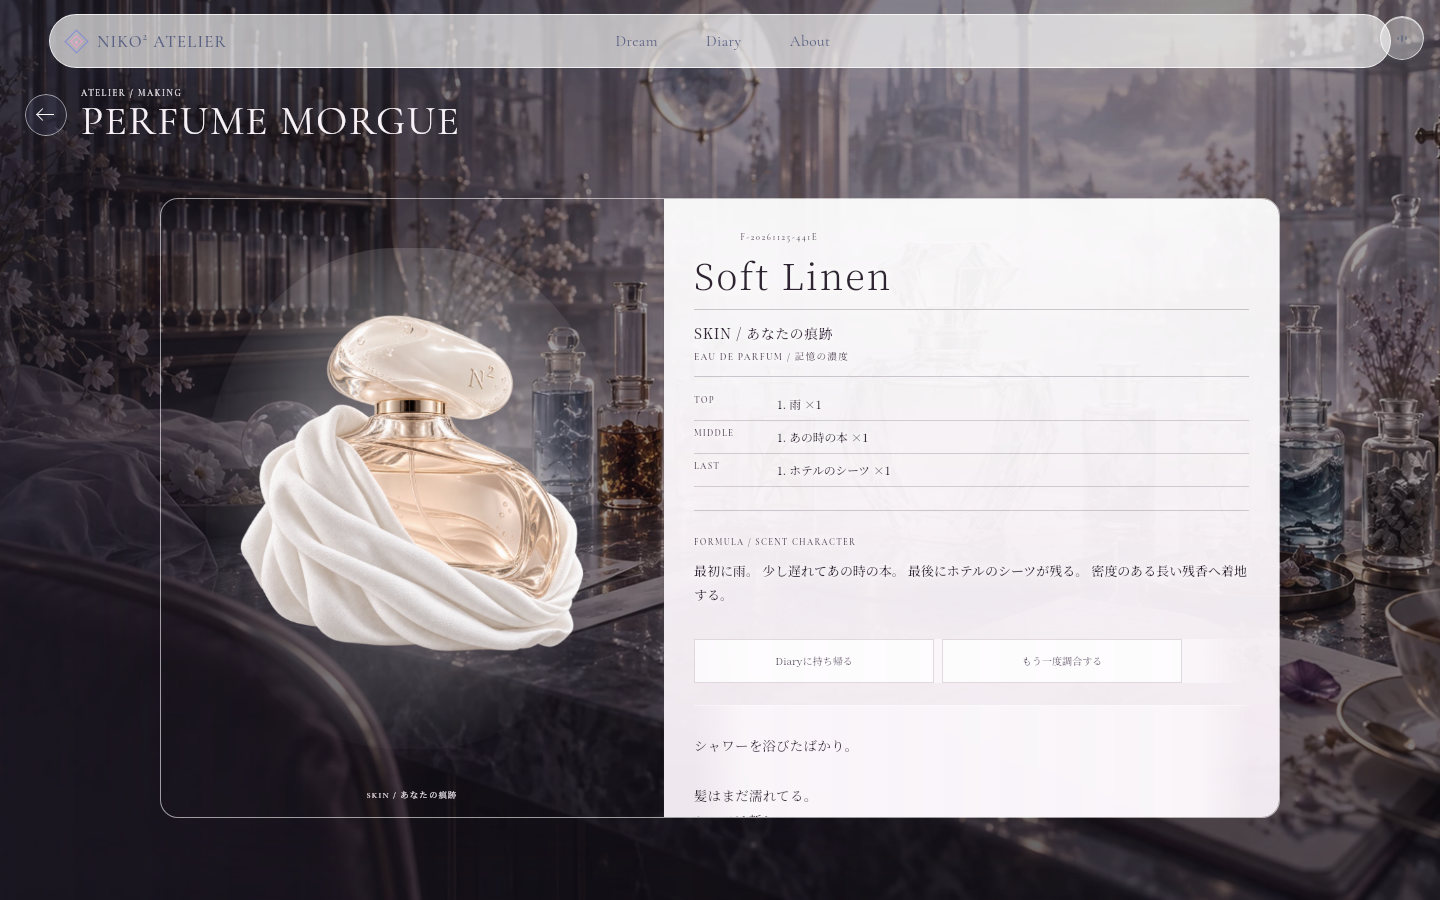 NIKO² ATELIER
Dream
Diary
About
ATELIER / MAKING
PERFUME MORGUE
F-20261125-441E
Soft Linen
SKIN / あなたの痕跡
EAU DE PARFUM / 記憶の濃度
TOP
1. 雨 ×1
MIDDLE
1. あの時の本 ×1
LAST
1. ホテルのシーツ ×1
FORMULA / SCENT CHARACTER
最初に雨。 少し遅れてあの時の本。 最後にホテルのシーツが残る。 密度のある長い残香へ着地
する。
Diaryに持ち帰る
もう一度調合する
シャワーを浴びたばかり。
髪はまだ濡れてる。
N²
SKIN / あなたの痕跡